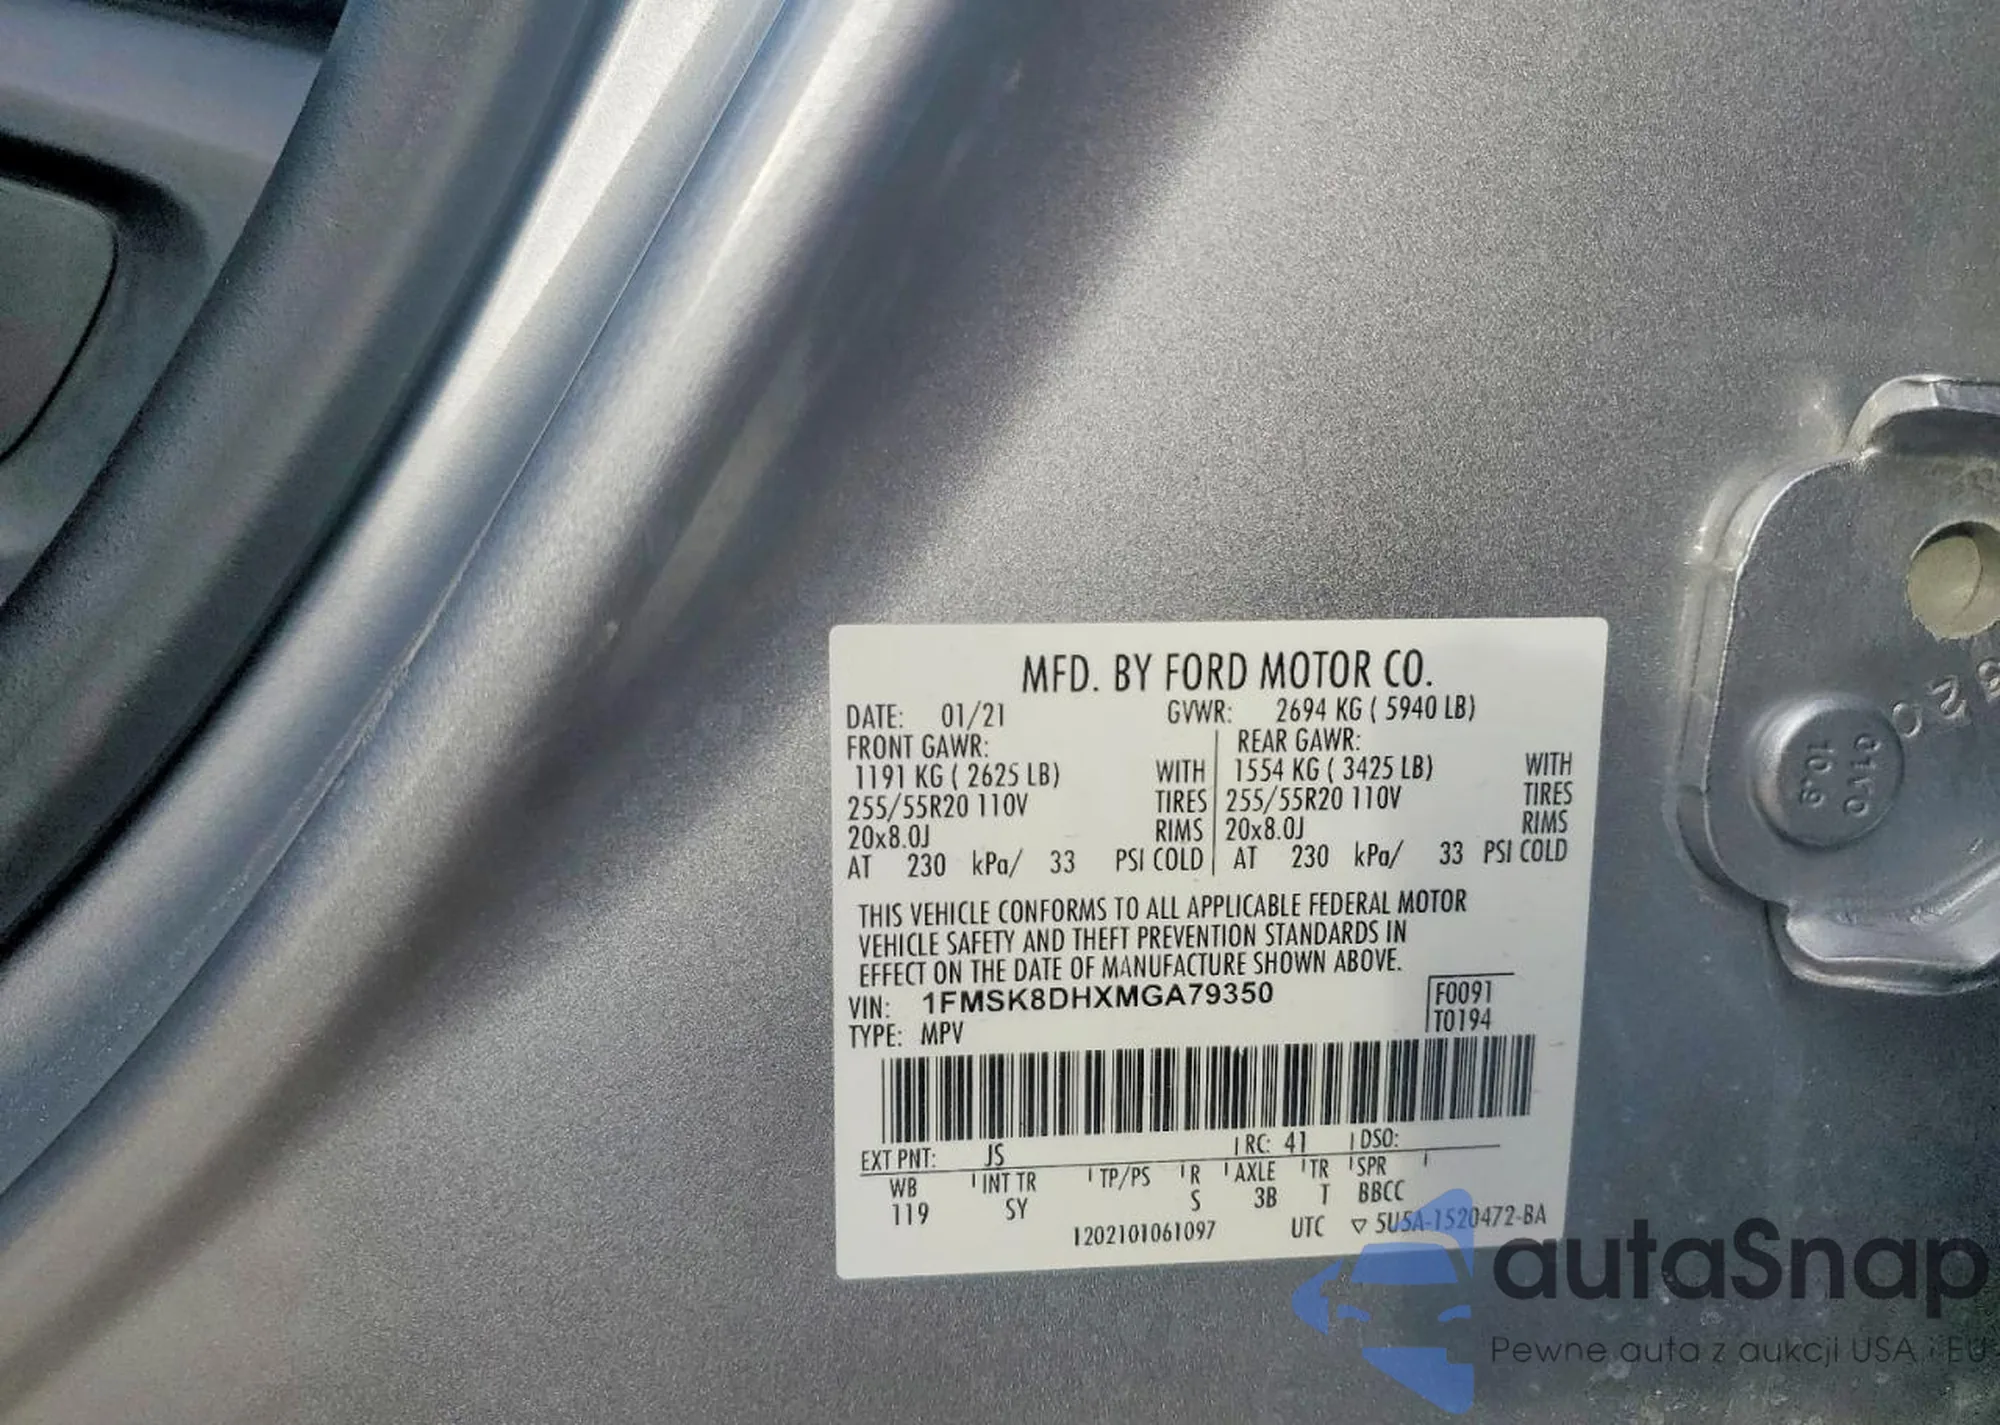 MFD. BY FORD MOTOR CO.
DATE: 01/21 GVWR: 2694 KG ( 5940 LB)
FRONT GAWR: REAR GAWR:
1191 KG ( 2625 LB) WITH 1554 KG ( 3425 LB) WITH
255/55R20 110V TIRES 255/55R20 110V TIRES
20x8.0J RIMS 20x8.0J RIMS
AT 230 kPa/ 33 PSI COLD AT 230 kPa/ 33 PSI COLD
THIS VEHICLE CONFORMS TO ALL APPLICABLE FEDERAL MOTOR
VEHICLE SAFETY AND THEFT PREVENTION STANDARDS IN
EFFECT ON THE DATE OF MANUFACTURE SHOWN ABOVE.
VIN: 1FMSK8DHXMGA79350 F0091
TYPE: MPV T0194
EXT PNT: JS RC: 41 DSO:
WB INT TR TP/PS R AXLE TR SPR
119 SY S 3B T BBCC
1202101061097 UTC ▽ 5U5A-1520472-BA
autaSnap
Pewne auta z aukcji USA i EU
10.9